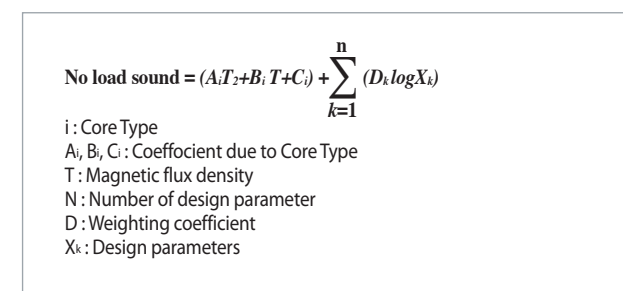 n
No load sound = (AᵢT₂+Bᵢ T+Cᵢ) + ∑ (Dₖ logXₖ)
k=1
i : Core Type
Aᵢ, Bᵢ, Cᵢ : Coeffocient due to Core Type
T : Magnetic flux density
N : Number of design parameter
D : Weighting coefficient
Xₖ : Design parameters